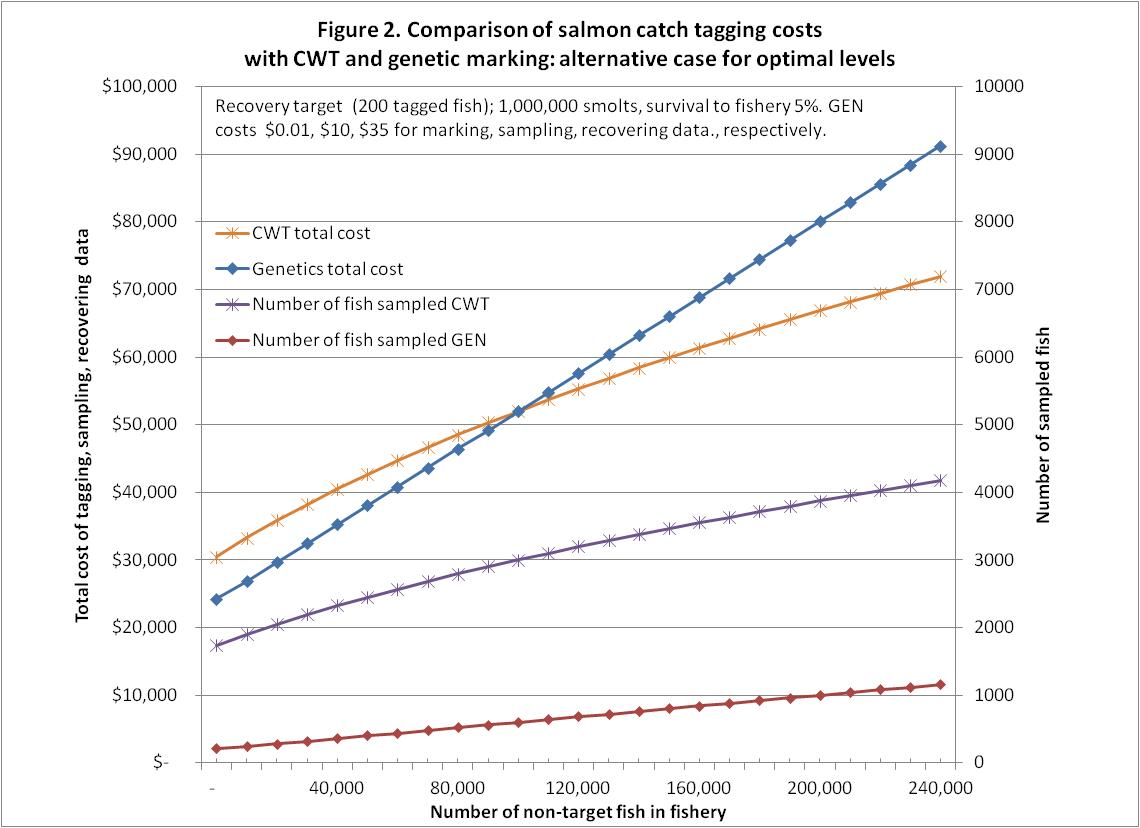 Figure 2. Comparison of salmon catch tagging costs
with CWT and genetic marking: alternative case for optimal levels
Recovery target (200 tagged fish); 1,000,000 smolts, survival to fishery 5%. GEN
costs $0.01, $10, $35 for marking, sampling, recovering data., respectively.
CWT total cost
Genetics total cost
Number of fish sampled CWT
Number of fish sampled GEN
Total cost of tagging, sampling, recovering data
$100,000
$90,000
$80,000
$70,000
$60,000
$50,000
$40,000
$30,000
$20,000
$10,000
$-
10000
9000
8000
7000
6000
5000
4000
3000
2000
1000
0
Number of sampled fish
- 40,000 80,000 120,000 160,000 200,000 240,000
Number of non-target fish in fishery